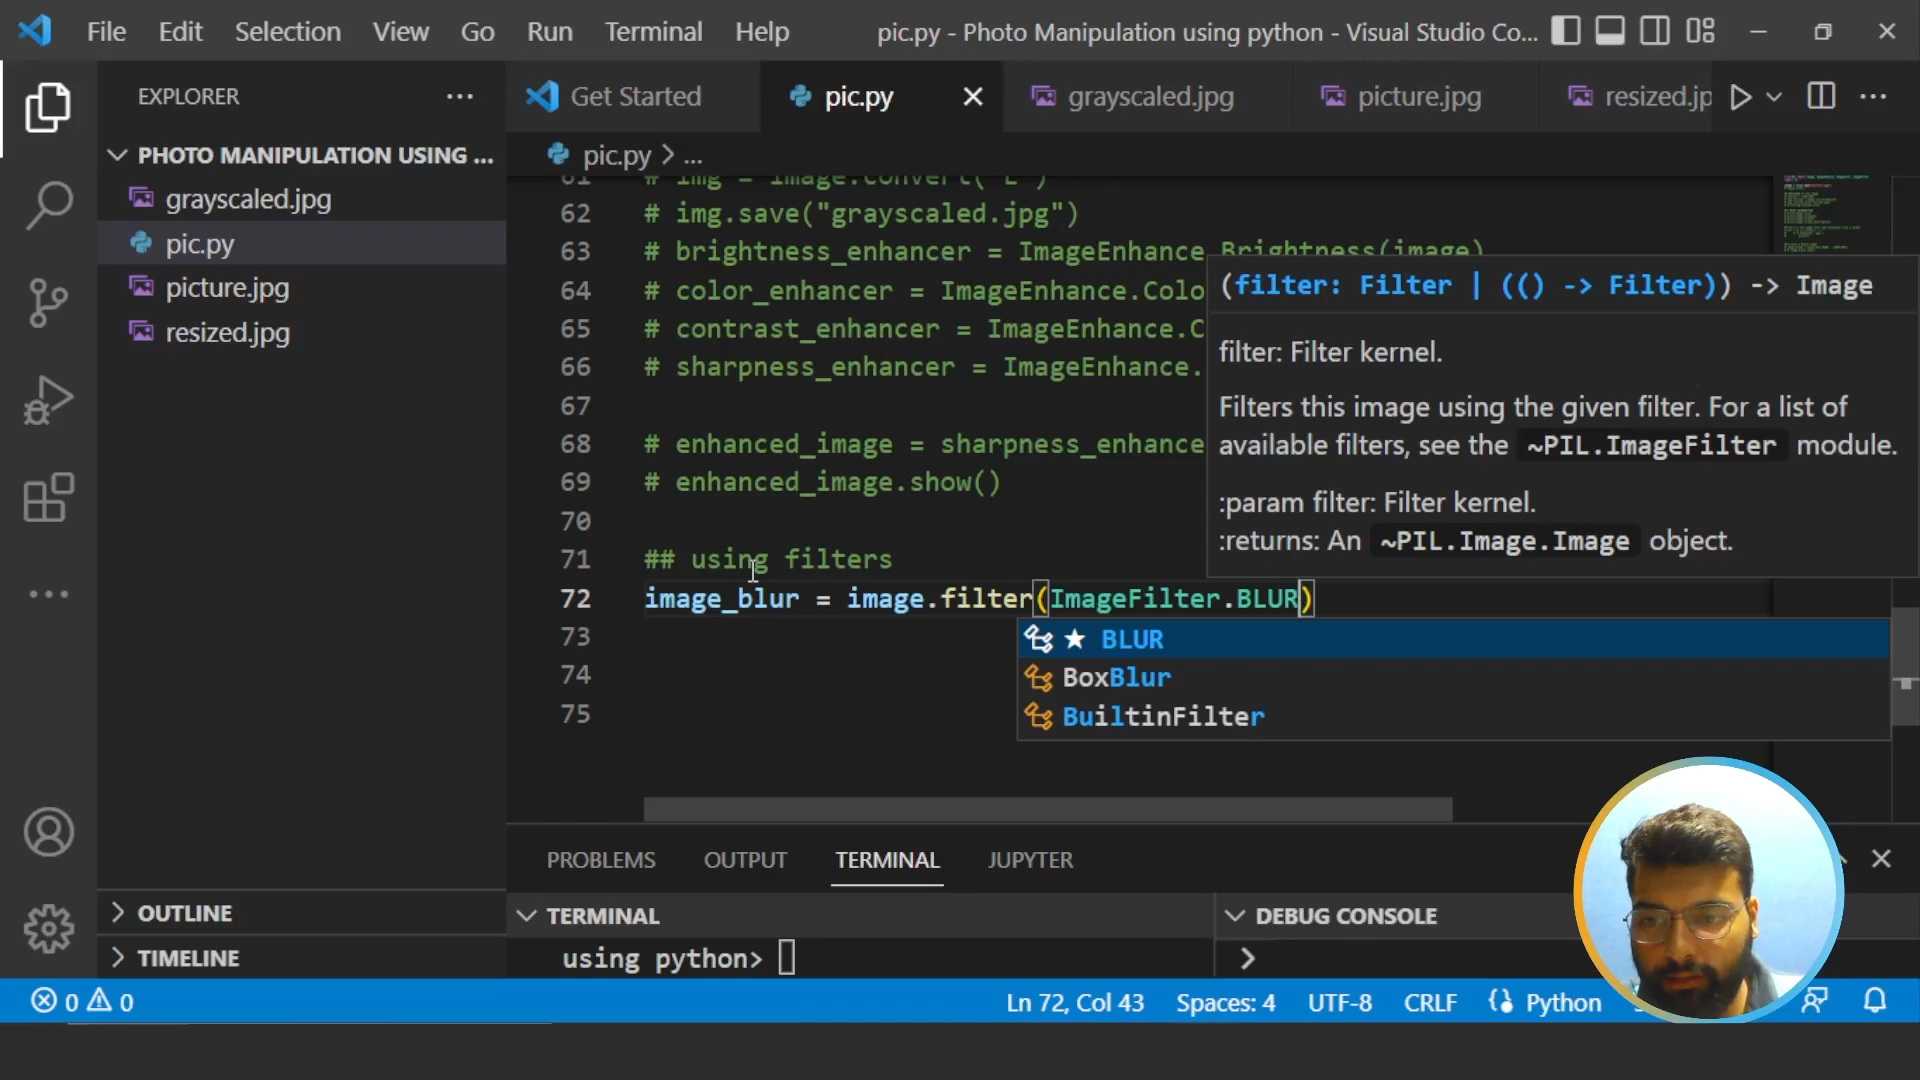 File Edit Selection View Go Run Terminal Help pic.py - Photo Manipulation using python - Visual Studio Co...
EXPLORER
PHOTO MANIPULATION USING ...
grayscaled.jpg
pic.py
picture.jpg
resized.jpg
OUTLINE
TIMELINE
Get Started pic.py grayscaled.jpg picture.jpg resized.jp
pic.py > ...
61 # img = image.convert("L")
62 # img.save("grayscaled.jpg")
63 # brightness_enhancer = ImageEnhance.Brightness(image)
64 # color_enhancer = ImageEnhance.Colo
65 # contrast_enhancer = ImageEnhance.C
66 # sharpness_enhancer = ImageEnhance.
67
68 # enhanced_image = sharpness_enhance
69 # enhanced_image.show()
70
71 ## using filters
72 image_blur = image.filter(ImageFilter.BLUR)
73
74
75
(filter: Filter | (() -> Filter)) -> Image
filter: Filter kernel.
Filters this image using the given filter. For a list of
available filters, see the ~PIL.ImageFilter module.
:param filter: Filter kernel.
:returns: An ~PIL.Image.Image object.
BLUR
BoxBlur
BuiltinFilter
PROBLEMS OUTPUT TERMINAL JUPYTER
TERMINAL
using python>
DEBUG CONSOLE
>
0 0 Ln 72, Col 43 Spaces: 4 UTF-8 CRLF Python